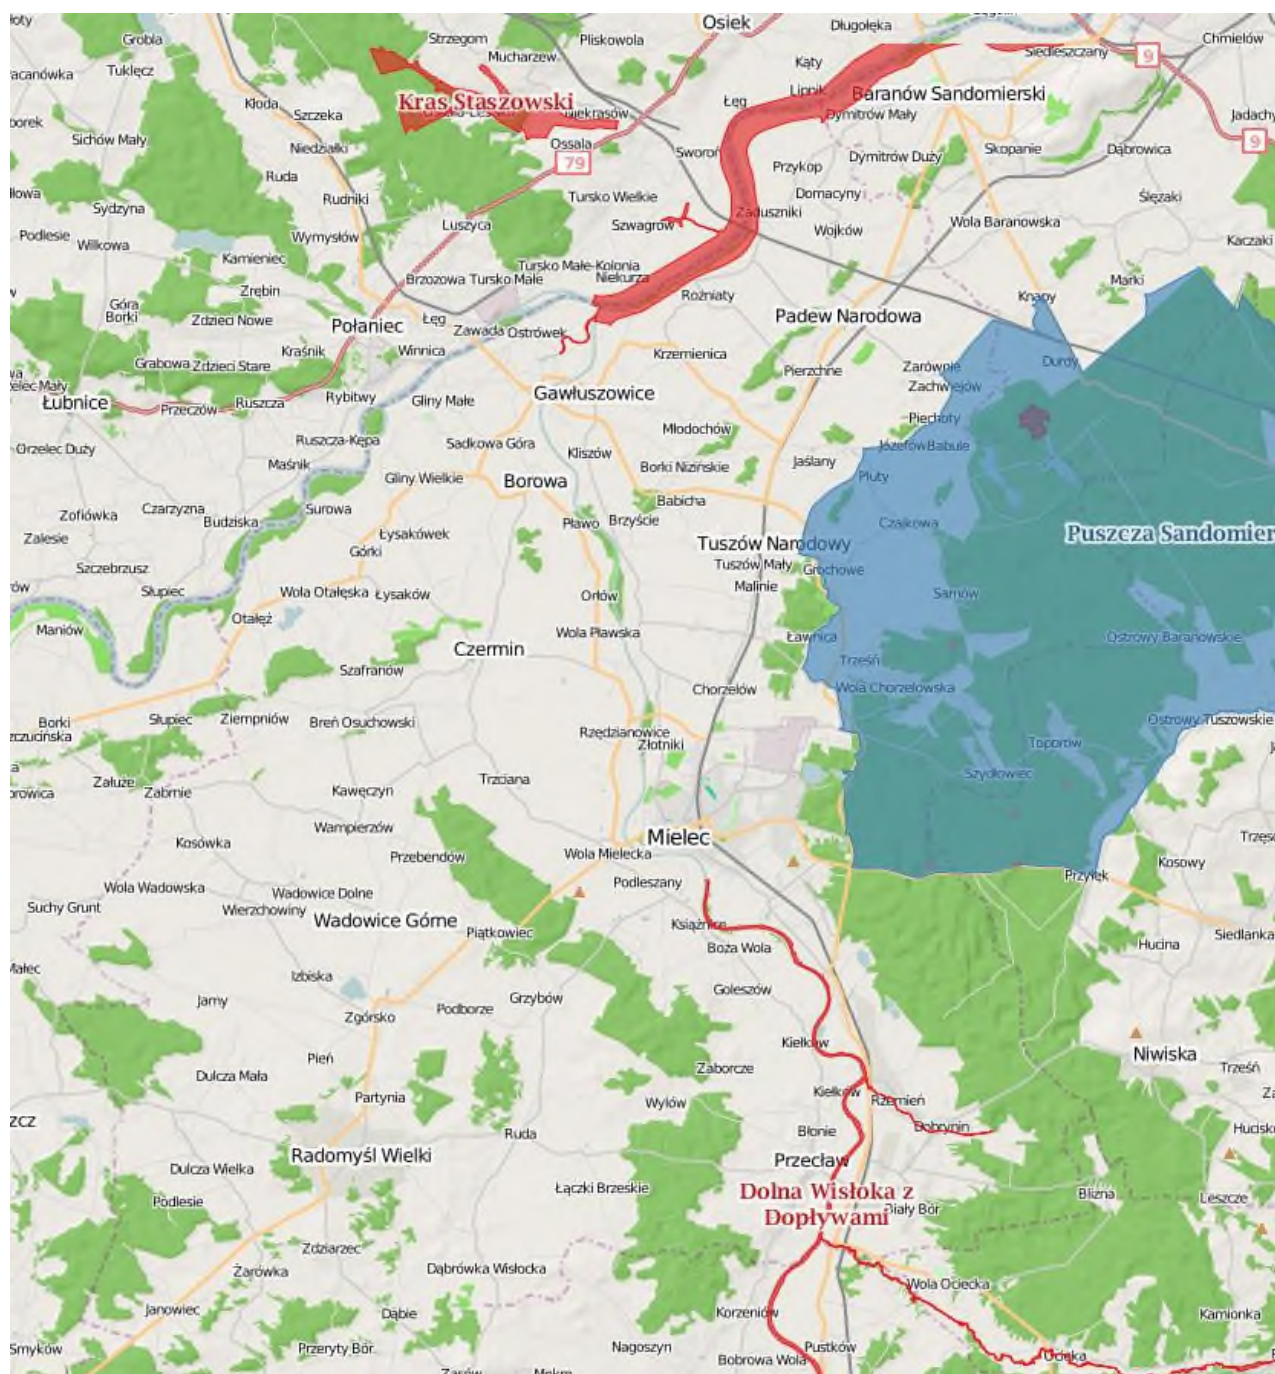 Osiek
Długołęka
Grobla
Strzegom
Pliskowola
Chmielów
Mucharzew
Siedleszczany
9
Tuklęcz
Kąty
Lipnik
Baranów Sandomierski
Kras Staszowski
Kłoda
Szczeka
Niekrasów
Łęg
Dymitrów Mały
Sichów Mały
Niedziałki
Ossala
79
Dymitrów Duży
Skopanie
Dąbrowica
9
Ruda
Przykop
Rudniki
Tursko Wielkie
Domacyny
Ślęzaki
Sydzyna
Zaduszniki
Podlesie
Wilkowa
Wymysłów
Luszyca
Szwagrów
Wojków
Wola Baranowska
Kaczaki
Kamieniec
Tursko Małe-Kolonia
Brzozowa
Tursko Małe
Niekurza
Marki
Zrębin
Rożniaty
Knapy
Góra
Borki
Zdzieci Nowe
Połaniec
Łęg
Zawada
Ostrówek
Padew Narodowa
Kraśnik
Winnica
Krzemienica
Grabowa
Zdzieci Stare
Pierzchne
Zarównie
Durdy
Zachwiejów
Łubnice
Przeczów
Ruszcza
Rybitwy
Gliny Małe
Gawłuszowice
Piechoty
Młodochów
Ruszcza-Kępa
Sadkowa Góra
Józefów
Babule
Orzelec Duży
Maśnik
Kliszów
Borki Nizińskie
Jaślany
Gliny Wielkie
Borowa
Pluty
Babicha
Zofiówka
Czarzyzna
Budziska
Surowa
Pławo
Brzyście
Czajkowa
Puszcza Sandomier
Zalesie
Łysakówek
Górki
Tuszów Narodowy
Tuszów Mały
Grochowe
Szczebrzusz
Malinie
Słupiec
Wola Otałęska
Łysaków
Orłów
Sarnów
Otałęż
Maniów
Wola Pławska
Ławnica
Ostrowy Baranowskie
Czermin
Szafranów
Trześń
Chorzelów
Wola Chorzelowska
Borki
Słupiec
Ziempniów
Breń Osuchowski
Ostrowy Tuszowskie
Rzędzianowice
Złotniki
Toporów
Załuże
Zabrnie
Kawęczyn
Trzciana
Szydłowiec
Wampierzów
Kosówka
Mielec
Przebendów
Wola Mielecka
Kosowy
Przyłęk
Wola Wadowska
Wadowice Dolne
Podleszany
Suchy Grunt
Wierzchowiny
Wadowice Górne
Piątkowiec
Książnice
Boża Wola
Hucina
Siedlanka
Izbiska
Jamy
Grzybów
Goleszów
Zgórsko
Podborze
Kiełków
Pień
Niwiska
Dulcza Mała
Zaborcze
Trześń
Partynia
Wylów
Kiełków
Rzemień
Ruda
Błonie
Dobrynin
Radomyśl Wielki
Przecław
Dulcza Wielka
Podlesie
Łączki Brzeskie
Dolna Wisłoka z
Dopływami
Blizna
Leszcze
Biały Bór
Zdziarzec
Żarówka
Dąbrówka Wisłocka
Wola Ociecka
Janowiec
Dąbie
Korzeniów
Kamionka
Smyków
Przeryty Bór
Nagoszyn
Pustków
Bobrowa Wola
Ocieka